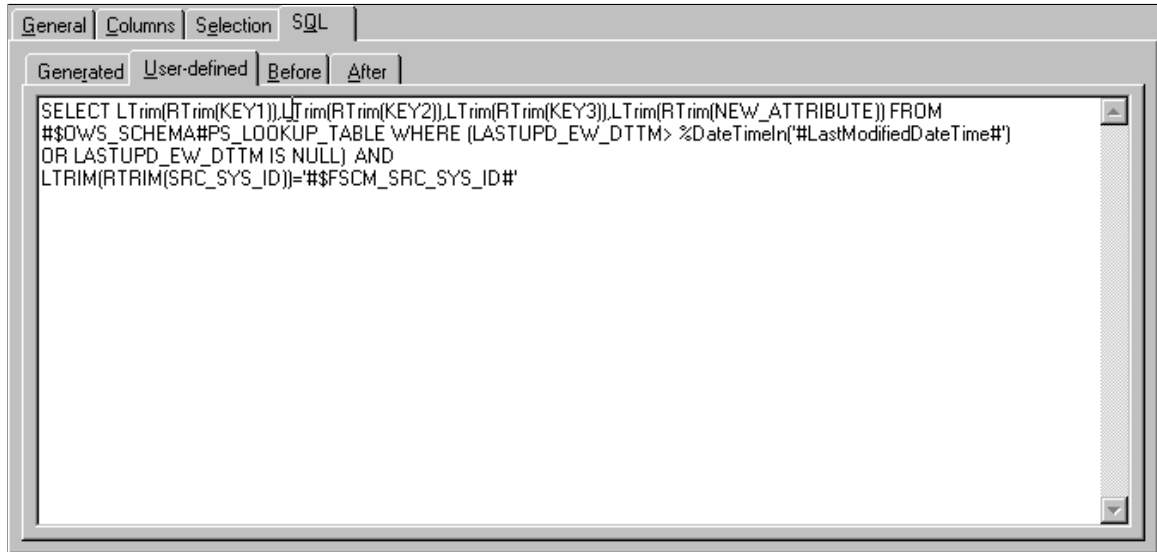 General Columns Selection SQL
Generated User-defined Before After
SELECT LTrim(RTrim(KEY1)),LTrim(RTrim(KEY2)),LTrim(RTrim(KEY3)),LTrim(RTrim(NEW_ATTRIBUTE)) FROM
#$OWS_SCHEMA#PS_LOOKUP_TABLE WHERE (LASTUPD_EW_DTTM> %DateTimeIn('#LastModifiedDateTime#')
OR LASTUPD_EW_DTTM IS NULL) AND
LTRIM(RTRIM(SRC_SYS_ID))='#$FSCM_SRC_SYS_ID#'